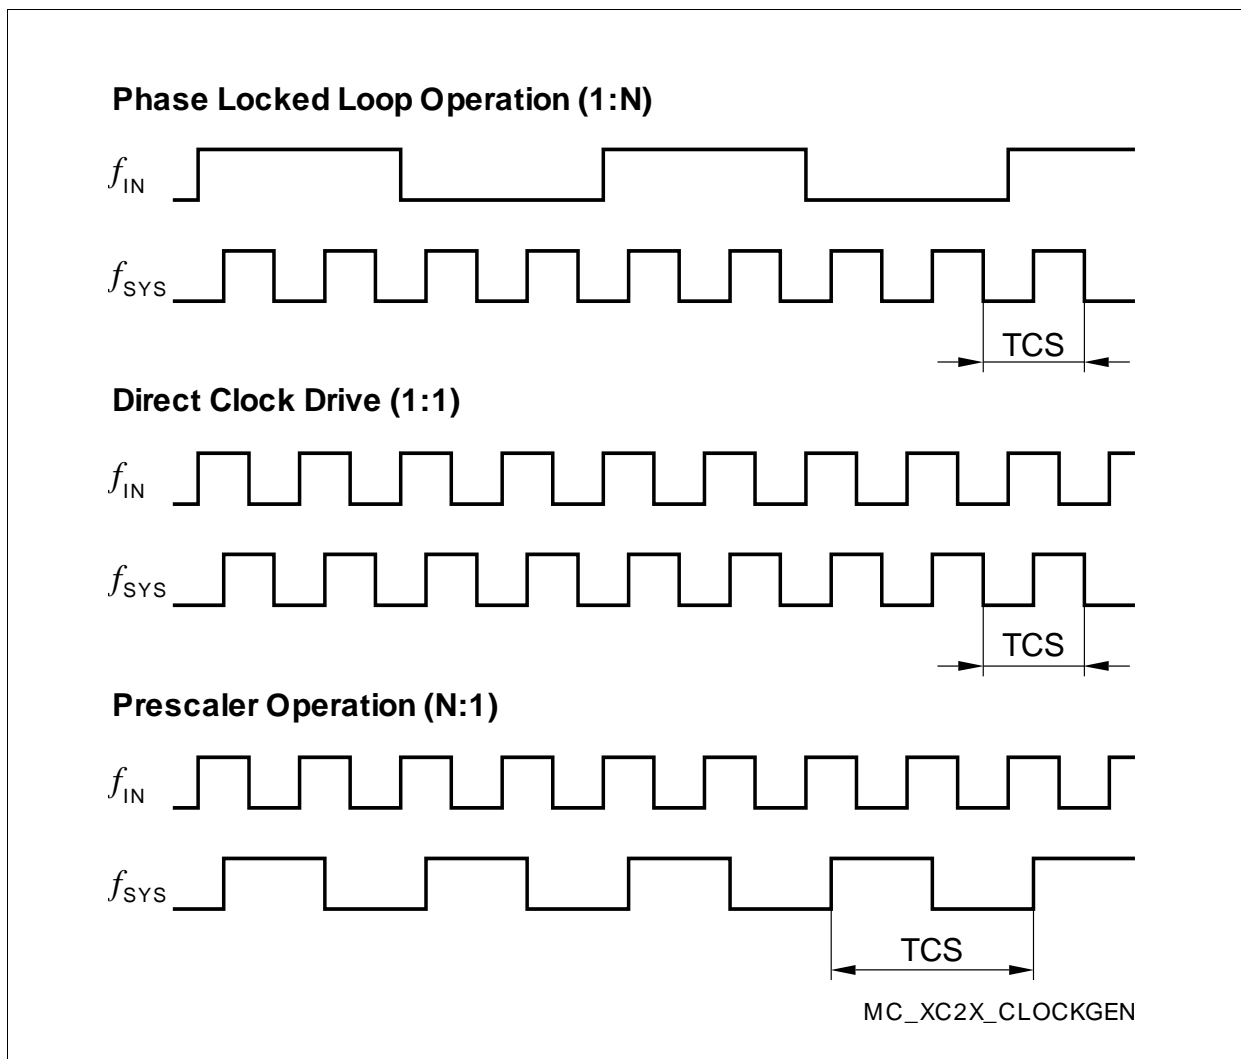 Phase Locked Loop Operation (1:N)
fIN
fSYS
TCS
Direct Clock Drive (1:1)
fIN
fSYS
TCS
Prescaler Operation (N:1)
fIN
fSYS
TCS
MC_XC2X_CLOCKGEN